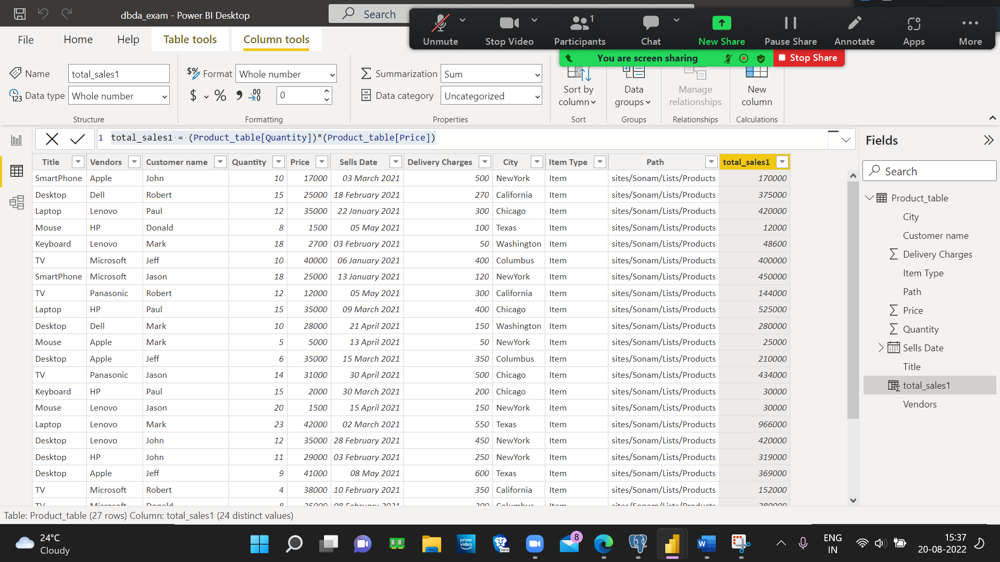 dbda_exam - Power BI Desktop
Search
Unmute
Stop Video
1
Participants
Chat
New Share
Pause Share
Annotate
Apps
More
You are screen sharing
Stop Share
File
Home
Help
Table tools
Column tools
Name
total_sales1
Data type
Whole number
Structure
Format
Whole number
$ %
0
Formatting
Summarization
Sum
Data category
Uncategorized
Properties
Sort by
column
Sort
Data
groups
Groups
Manage
relationships
Relationships
New
column
Calculations
1 total_sales1 = (Product_table[Quantity])*(Product_table[Price])
Title Vendors Customer name Quantity Price Sells Date Delivery Charges City Item Type Path total_sales1
SmartPhone Apple John 10 17000 03 March 2021 500 NewYork Item sites/Sonam/Lists/Products 170000
Desktop Dell Robert 15 25000 18 February 2021 270 California Item sites/Sonam/Lists/Products 375000
Laptop Lenovo Paul 12 35000 22 January 2021 300 Chicago Item sites/Sonam/Lists/Products 420000
Mouse HP Donald 8 1500 05 May 2021 100 Texas Item sites/Sonam/Lists/Products 12000
Keyboard Lenovo Mark 18 2700 03 February 2021 50 Washington Item sites/Sonam/Lists/Products 48600
TV Microsoft Jeff 10 40000 06 January 2021 400 Columbus Item sites/Sonam/Lists/Products 400000
SmartPhone Microsoft Jason 18 25000 13 January 2021 120 NewYork Item sites/Sonam/Lists/Products 450000
TV Panasonic Robert 12 12000 05 May 2021 300 California Item sites/Sonam/Lists/Products 144000
Laptop HP Paul 15 35000 09 March 2021 400 Chicago Item sites/Sonam/Lists/Products 525000
Desktop Dell Mark 10 28000 21 April 2021 150 Washington Item sites/Sonam/Lists/Products 280000
Mouse Apple Mark 5 5000 13 April 2021 50 NewYork Item sites/Sonam/Lists/Products 25000
Desktop Apple Jeff 6 35000 15 March 2021 350 Columbus Item sites/Sonam/Lists/Products 210000
TV Panasonic Jason 14 31000 30 April 2021 500 Chicago Item sites/Sonam/Lists/Products 434000
Keyboard HP Paul 15 2000 30 March 2021 200 Chicago Item sites/Sonam/Lists/Products 30000
Mouse Lenovo Jason 20 1500 15 April 2021 150 NewYork Item sites/Sonam/Lists/Products 30000
Laptop Lenovo Mark 23 42000 02 March 2021 550 Texas Item sites/Sonam/Lists/Products 966000
Desktop Lenovo John 12 35000 28 February 2021 450 NewYork Item sites/Sonam/Lists/Products 420000
Desktop HP John 11 29000 03 February 2021 250 NewYork Item sites/Sonam/Lists/Products 319000
Desktop Apple Jeff 9 41000 08 May 2021 600 Texas Item sites/Sonam/Lists/Products 369000
TV Microsoft Robert 4 38000 10 February 2021 350 California Item sites/Sonam/Lists/Products 152000
Fields
Search
Product_table
City
Customer name
Delivery Charges
Item Type
Path
Price
Quantity
Sells Date
Title
total_sales1
Vendors
Table: Product_table (27 rows) Column: total_sales1 (24 distinct values)
24°C
Cloudy
prime
video
beta
8
W
ENG
IN
15:37
20-08-2022